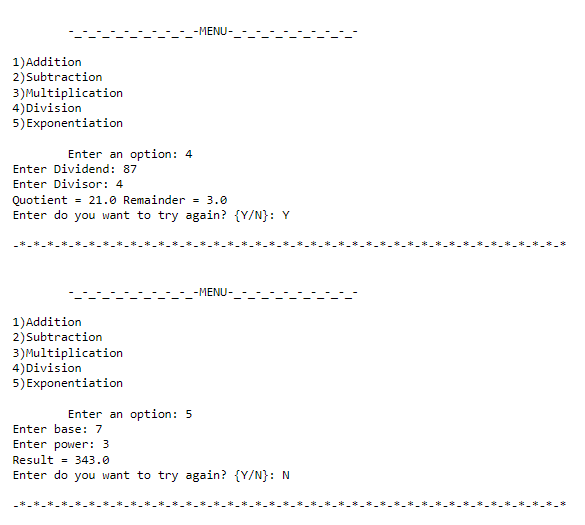 -_-_-_-_-_-_-_-_-_-MENU-_-_-_-_-_-_-_-_-_-
1)Addition
2)Subtraction
3)Multiplication
4)Division
5)Exponentiation
Enter an option: 4
Enter Dividend: 87
Enter Divisor: 4
Quotient = 21.0 Remainder = 3.0
Enter do you want to try again? {Y/N}: Y
_*_*_*_*_*_*_*_*_*_*_*_*_*_*_*_*_*_*_*_*_*_*_*_*_*_*_*_*_*_*_*_*_*_*_*_*_*_*_*_*
-_-_-_-_-_-_-_-_-_-MENU-_-_-_-_-_-_-_-_-_-
1)Addition
2)Subtraction
3)Multiplication
4)Division
5)Exponentiation
Enter an option: 5
Enter base: 7
Enter power: 3
Result = 343.0
Enter do you want to try again? {Y/N}: N
_*_*_*_*_*_*_*_*_*_*_*_*_*_*_*_*_*_*_*_*_*_*_*_*_*_*_*_*_*_*_*_*_*_*_*_*_*_*_*_*